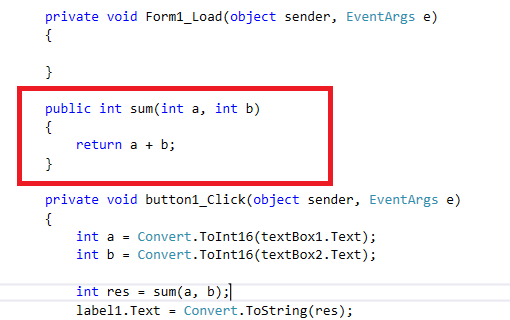 private void Form1_Load(object sender, EventArgs e)
{
}
public int sum(int a, int b)
{
return a + b;
}
private void button1_Click(object sender, EventArgs e)
{
int a = Convert.ToInt16(textBox1.Text);
int b = Convert.ToInt16(textBox2.Text);
int res = sum(a, b);
label1.Text = Convert.ToString(res);